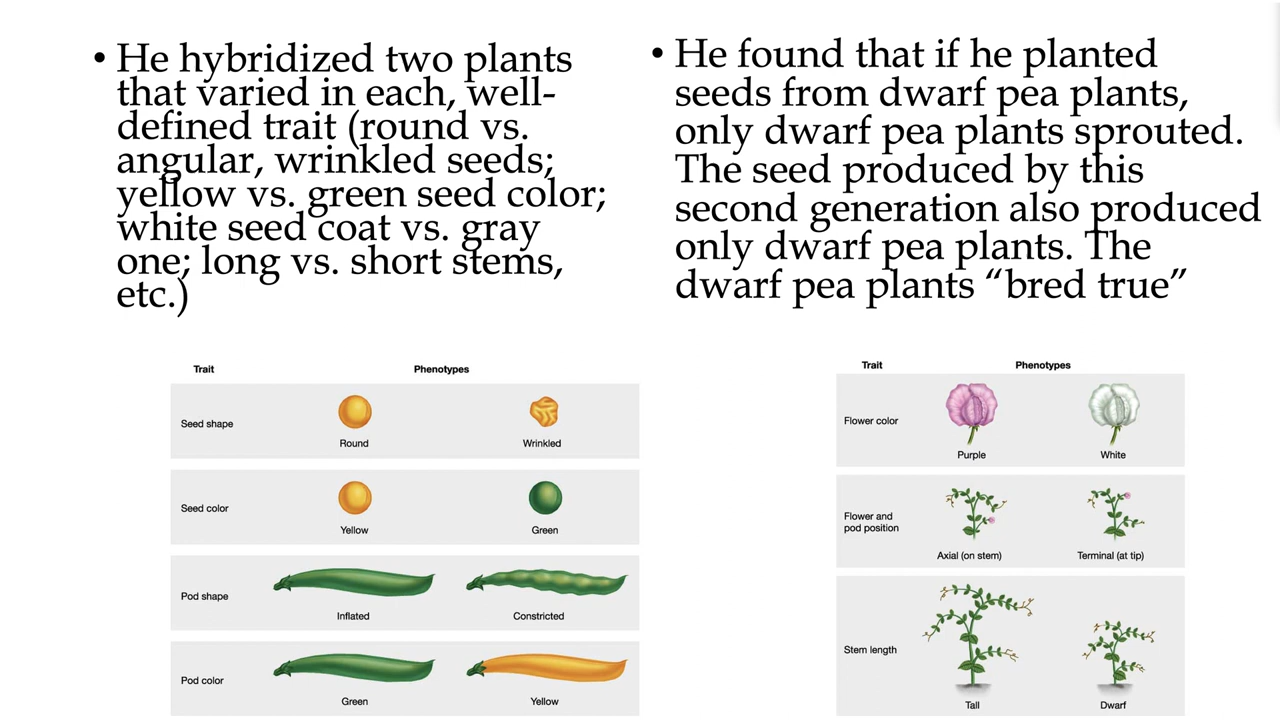 • He hybridized two plants
that varied in each, well-
defined trait (round vs.
angular, wrinkled seeds;
yellow vs. green seed color;
white seed coat vs. gray
one; long vs. short stems,
etc.)
• He found that if he planted
seeds from dwarf pea plants,
only dwarf pea plants sprouted.
The seed produced by this
second generation also produced
only dwarf pea plants. The
dwarf pea plants “bred true”
Trait Phenotypes
Seed shape
Round Wrinkled
Seed color
Yellow Green
Pod shape
Inflated Constricted
Pod color
Green Yellow
Trait Phenotypes
Flower color
Purple White
Flower and
pod position
Axial (on stem) Terminal (at tip)
Stem length
Tall Dwarf